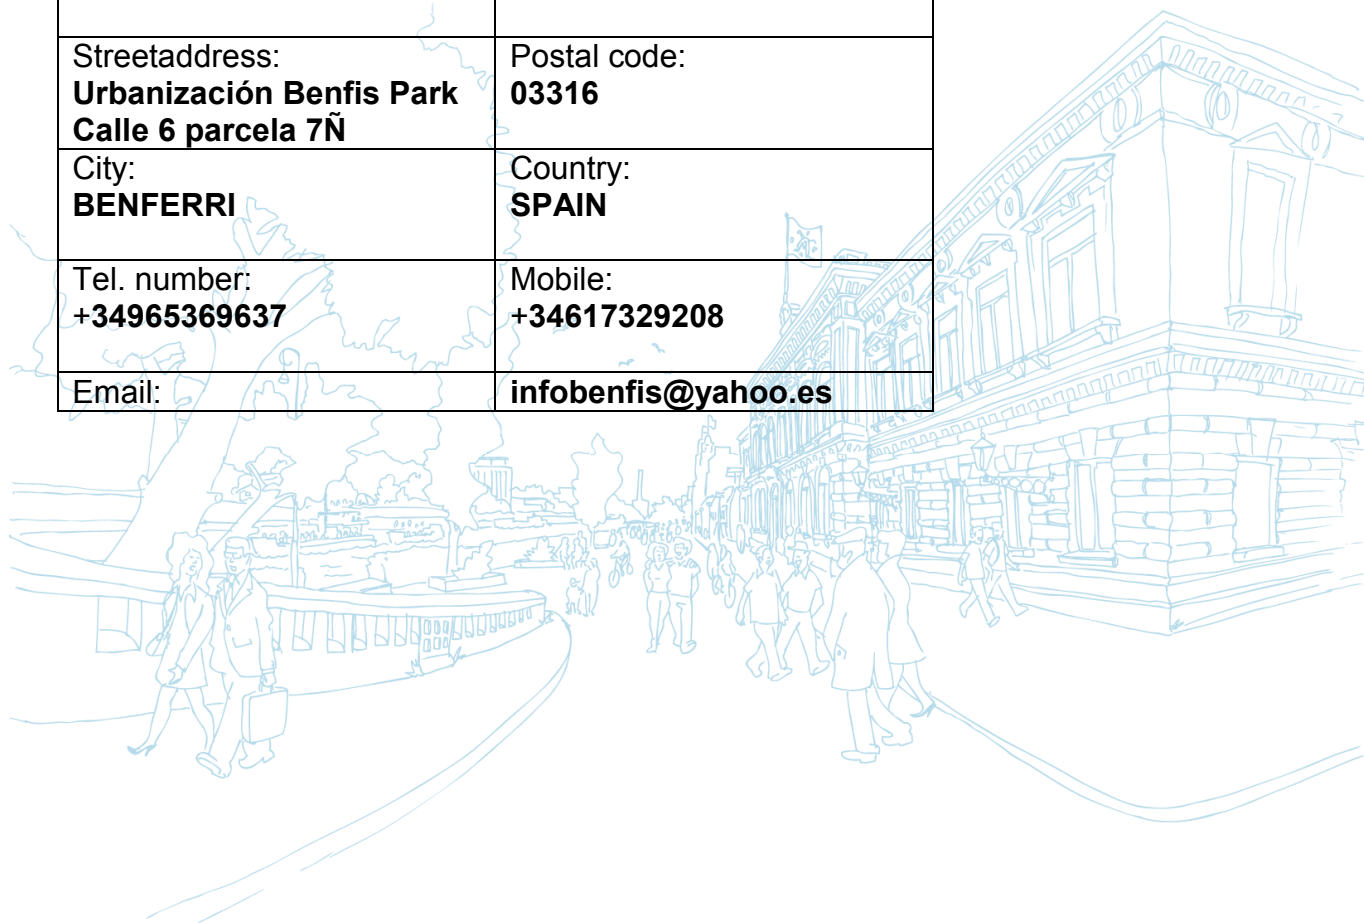 Streetaddress:
Urbanización Benfis Park
Calle 6 parcela 7Ñ
Postal code:
03316
City:
BENFERRI
Country:
SPAIN
Tel. number:
+34965369637
Mobile:
+34617329208
Email:
infobenfis@yahoo.es